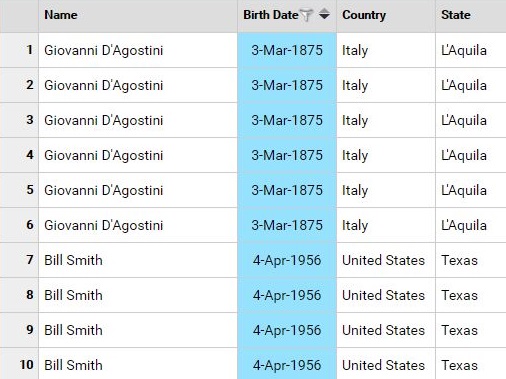 Name Birth Date Country State
1 Giovanni D'Agostini 3-Mar-1875 Italy L'Aquila
2 Giovanni D'Agostini 3-Mar-1875 Italy L'Aquila
3 Giovanni D'Agostini 3-Mar-1875 Italy L'Aquila
4 Giovanni D'Agostini 3-Mar-1875 Italy L'Aquila
5 Giovanni D'Agostini 3-Mar-1875 Italy L'Aquila
6 Giovanni D'Agostini 3-Mar-1875 Italy L'Aquila
7 Bill Smith 4-Apr-1956 United States Texas
8 Bill Smith 4-Apr-1956 United States Texas
9 Bill Smith 4-Apr-1956 United States Texas
10 Bill Smith 4-Apr-1956 United States Texas